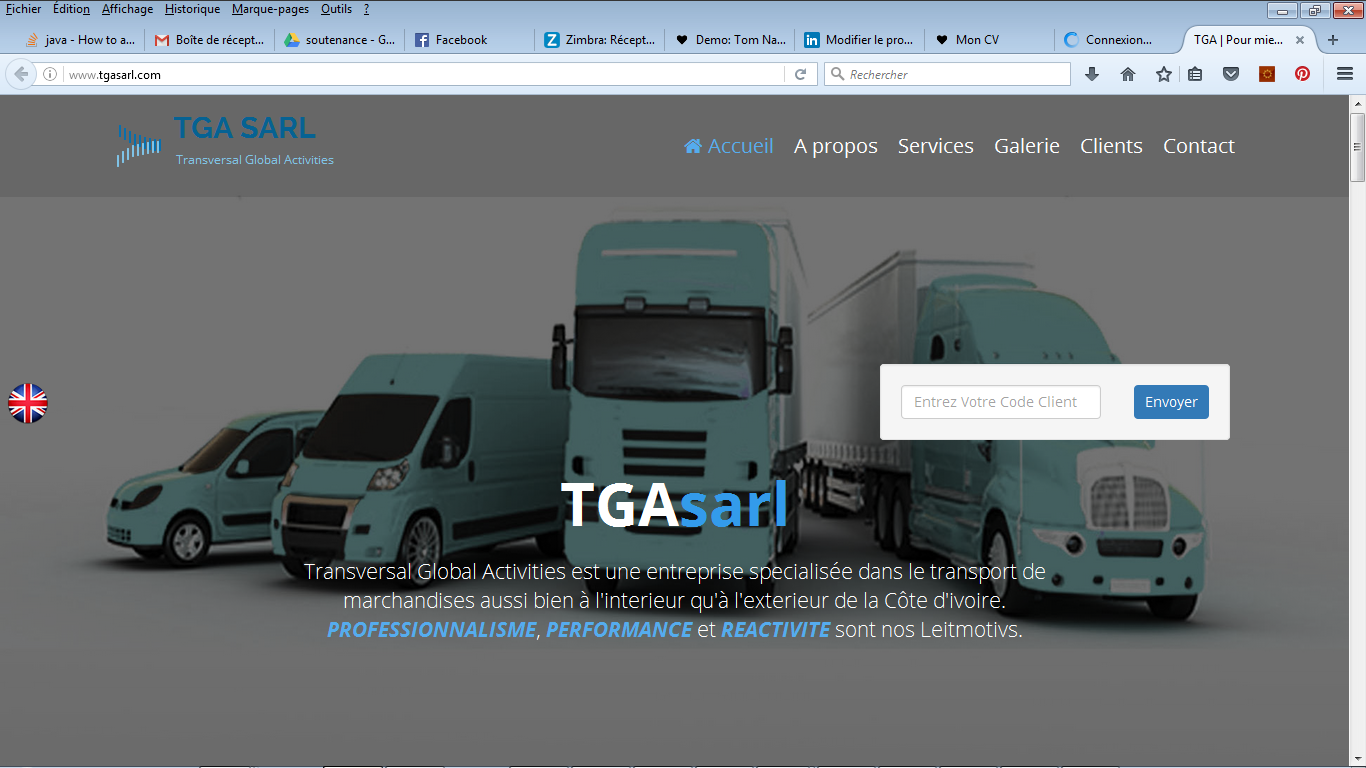 Fichier Édition Affichage Historique Marque-pages Outils ?
java - How to a... Boîte de récept... soutenance - G... Facebook Zimbra: Récept... Demo: Tom Na... Modifier le pro... Mon CV Connexion... TGA | Pour mie...
www.tgasarl.com Rechercher
TGA SARL
Transversal Global Activities
Accueil A propos Services Galerie Clients Contact
Entrez Votre Code Client Envoyer
TGAsarl
Transversal Global Activities est une entreprise specialisée dans le transport de
marchandises aussi bien à l'interieur qu'à l'exterieur de la Côte d'ivoire.
PROFESSIONNALISME, PERFORMANCE et REACTIVITE sont nos Leitmotivs.